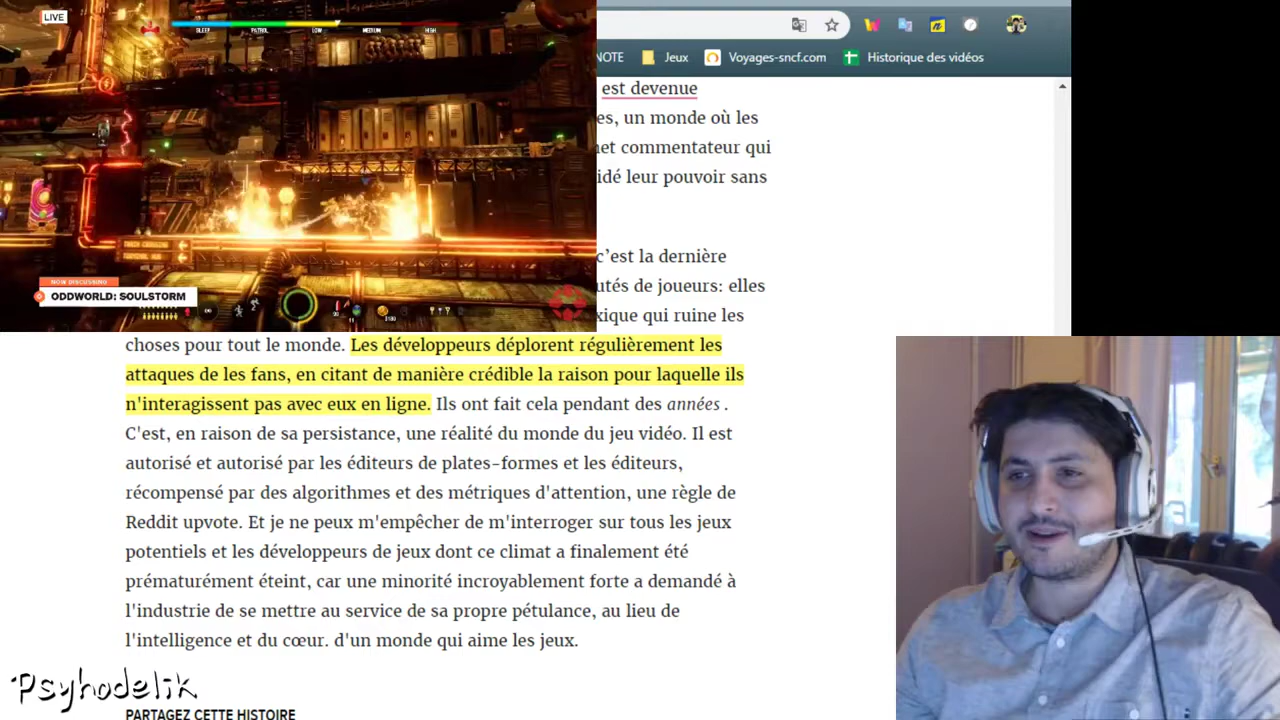 LIVE
SLEEP
PATROL
LOW
MEDIUM
HIGH
NOTE
Jeux
Voyages-sncf.com
Historique des vidéos
est devenue
es, un monde où les
net commentateur qui
idé leur pouvoir sans
c'est la dernière
utés de joueurs: elles
xique qui ruine les
NOW DISCUSSING
ODDWORLD: SOULSTORM
choses pour tout le monde. Les développeurs déplorent régulièrement les
attaques de les fans, en citant de manière crédible la raison pour laquelle ils
n'interagissent pas avec eux en ligne. Ils ont fait cela pendant des années .
C'est, en raison de sa persistance, une réalité du monde du jeu vidéo. Il est
autorisé et autorisé par les éditeurs de plates-formes et les éditeurs,
récompensé par des algorithmes et des métriques d'attention, une règle de
Reddit upvote. Et je ne peux m'empêcher de m'interroger sur tous les jeux
potentiels et les développeurs de jeux dont ce climat a finalement été
prématurément éteint, car une minorité incroyablement forte a demandé à
l'industrie de se mettre au service de sa propre pétulance, au lieu de
l'intelligence et du cœur. d'un monde qui aime les jeux.
Psyhodelik
PARTAGEZ CETTE HISTOIRE